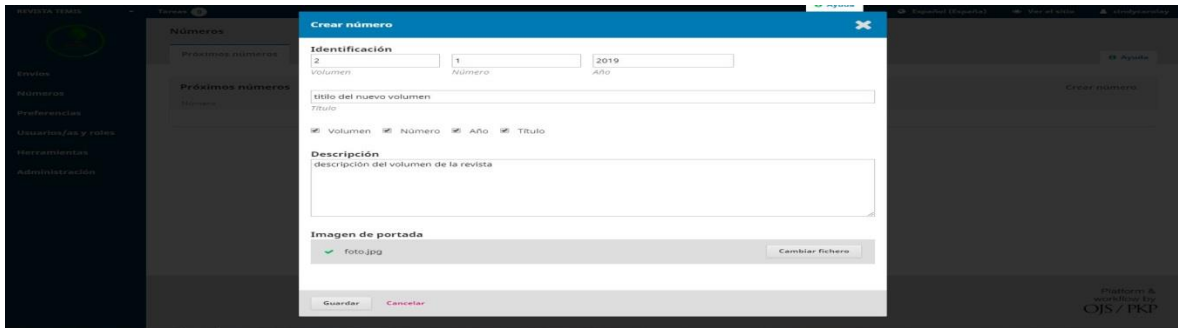 REVISTA TEMIS
Tareas
Ayuda
Español (España)
Ver el sitio
Crear número
Números
Identificación
Próximos números
2 1 2019
Ayuda
Volumen Número Año
Envíos
Números
Próximos números
Crear número
titilo del nuevo volumen
Título
Preferencias
Usuarios/as y roles
Volumen Número Año Título
Herramientas
Descripción
descripción del volumen de la revista
Administración
Imagen de portada
foto.jpg
Cambiar fichero
Guardar Cancelar
Platform &
workflow by
OJS / PKP